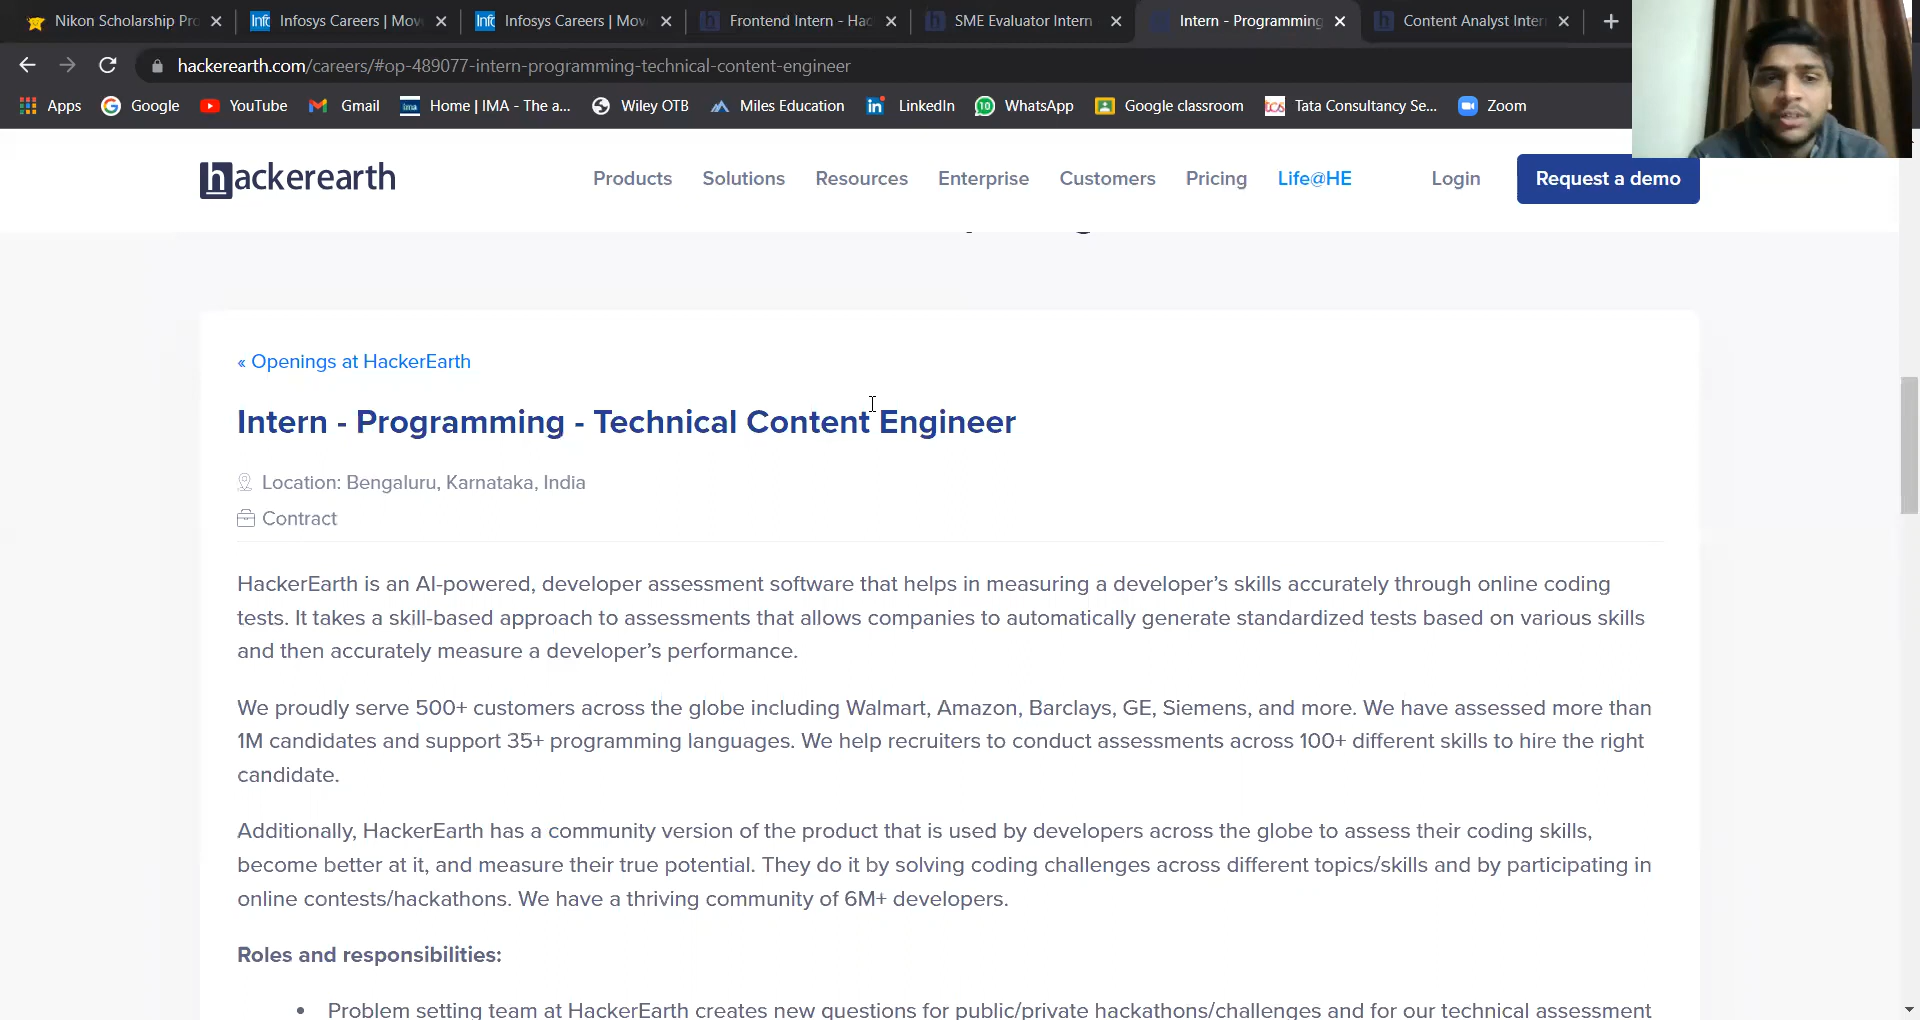 Nikon Scholarship Pro
Infosys Careers | Mov
Infosys Careers | Mov
Frontend Intern - Hac
SME Evaluator Intern
Intern - Programming
Content Analyst Inter
hackerearth.com/careers/#op-489077-intern-programming-technical-content-engineer
Apps
Google
YouTube
Gmail
Home | IMA - The a...
Wiley OTB
Miles Education
LinkedIn
WhatsApp
Google classroom
Tata Consultancy Se...
Zoom
hackerearth
Products
Solutions
Resources
Enterprise
Customers
Pricing
Life@HE
Login
Request a demo
« Openings at HackerEarth
Intern - Programming - Technical Content Engineer
Location: Bengaluru, Karnataka, India
Contract
HackerEarth is an AI-powered, developer assessment software that helps in measuring a developer’s skills accurately through online coding
tests. It takes a skill-based approach to assessments that allows companies to automatically generate standardized tests based on various skills
and then accurately measure a developer’s performance.
We proudly serve 500+ customers across the globe including Walmart, Amazon, Barclays, GE, Siemens, and more. We have assessed more than
1M candidates and support 35+ programming languages. We help recruiters to conduct assessments across 100+ different skills to hire the right
candidate.
Additionally, HackerEarth has a community version of the product that is used by developers across the globe to assess their coding skills,
become better at it, and measure their true potential. They do it by solving coding challenges across different topics/skills and by participating in
online contests/hackathons. We have a thriving community of 6M+ developers.
Roles and responsibilities:
• Problem setting team at HackerEarth creates new questions for public/private hackathons/challenges and for our technical assessment